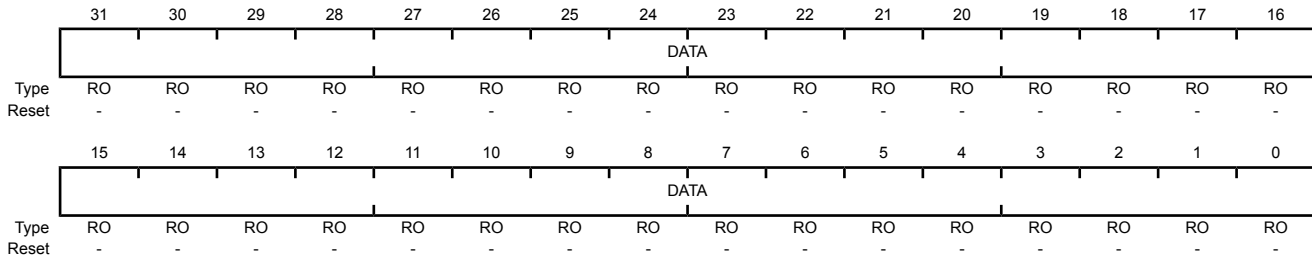 31 30 29 28 27 26 25 24 23 22 21 20 19 18 17 16
DATA
Type RO RO RO RO RO RO RO RO RO RO RO RO RO RO RO RO
Reset - - - - - - - - - - - - - - - -
15 14 13 12 11 10 9 8 7 6 5 4 3 2 1 0
DATA
Type RO RO RO RO RO RO RO RO RO RO RO RO RO RO RO RO
Reset - - - - - - - - - - - - - - - -